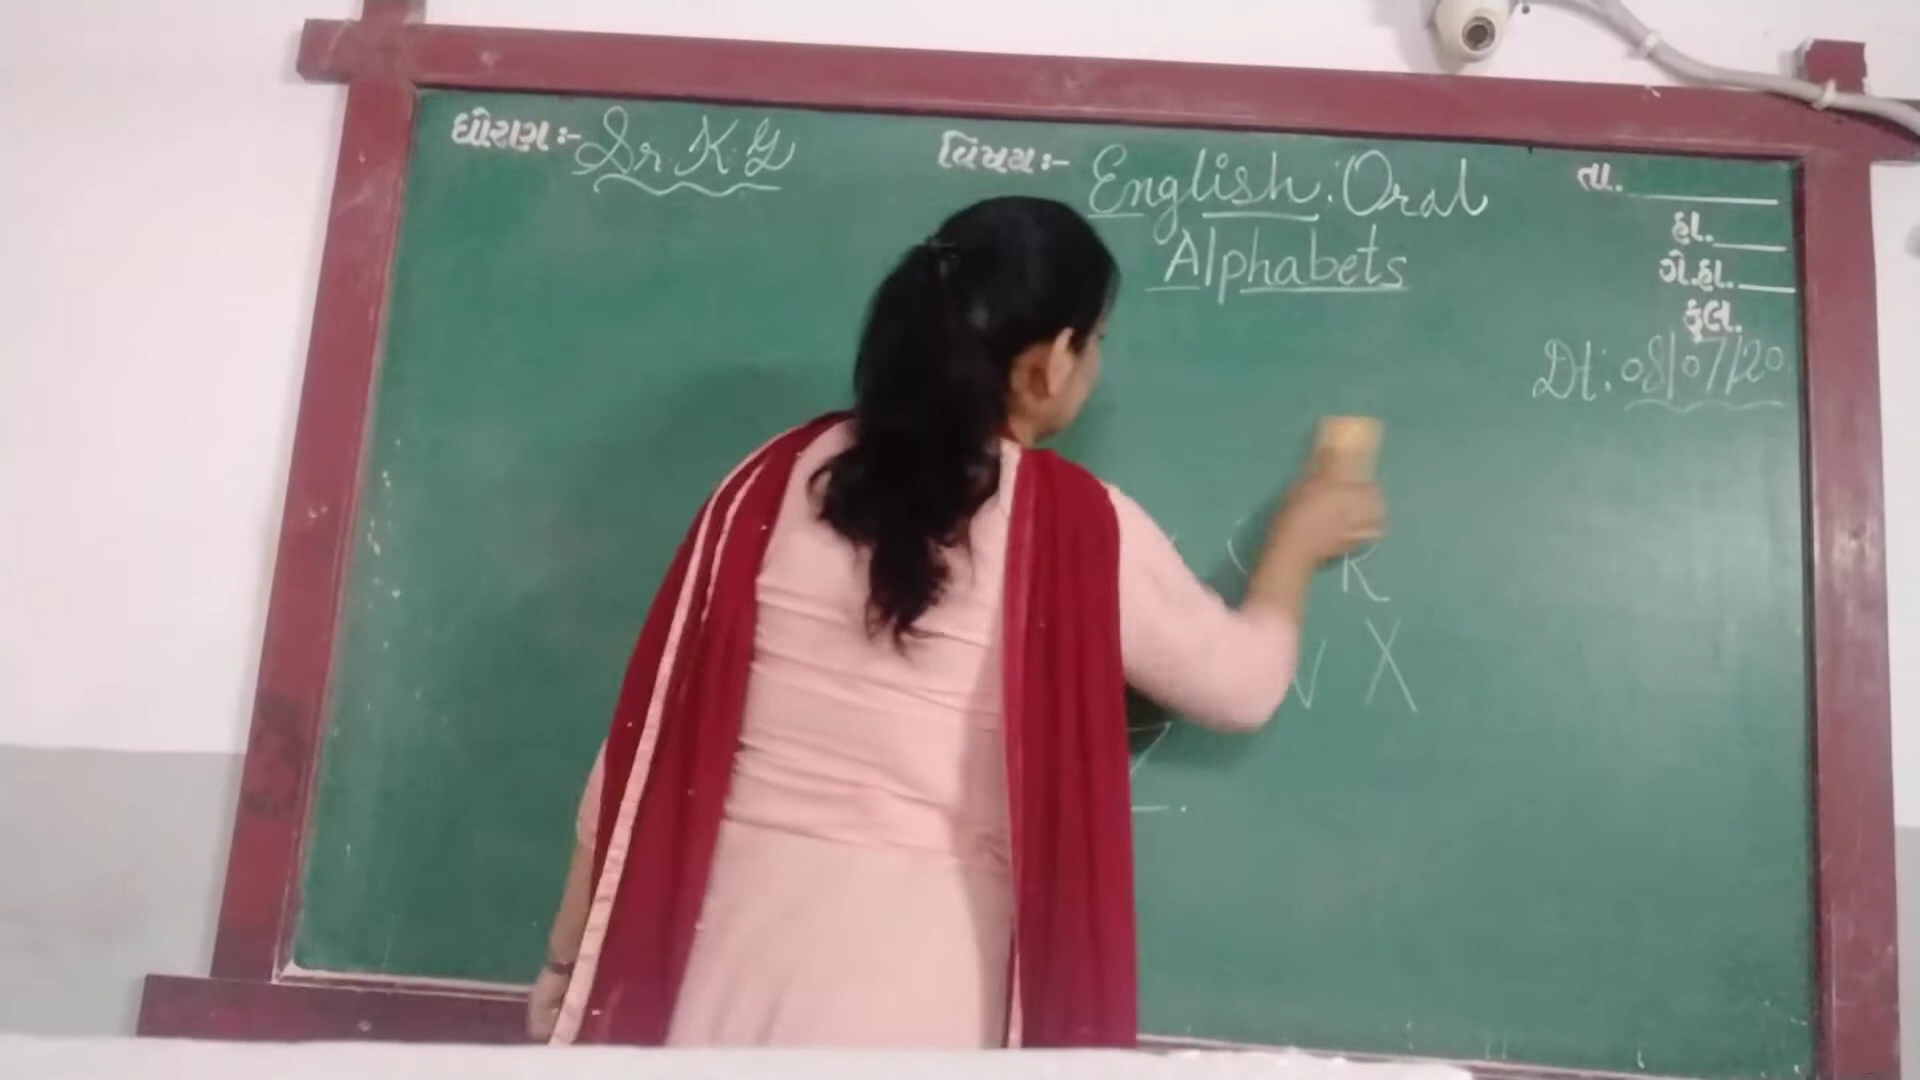 ધોરણ:- Sr. K.G
વિષય:- English: Oral
Alphabets
તા.
હા.
ગે.હા.
કુલ.
Dt: 08/07/20
R
X